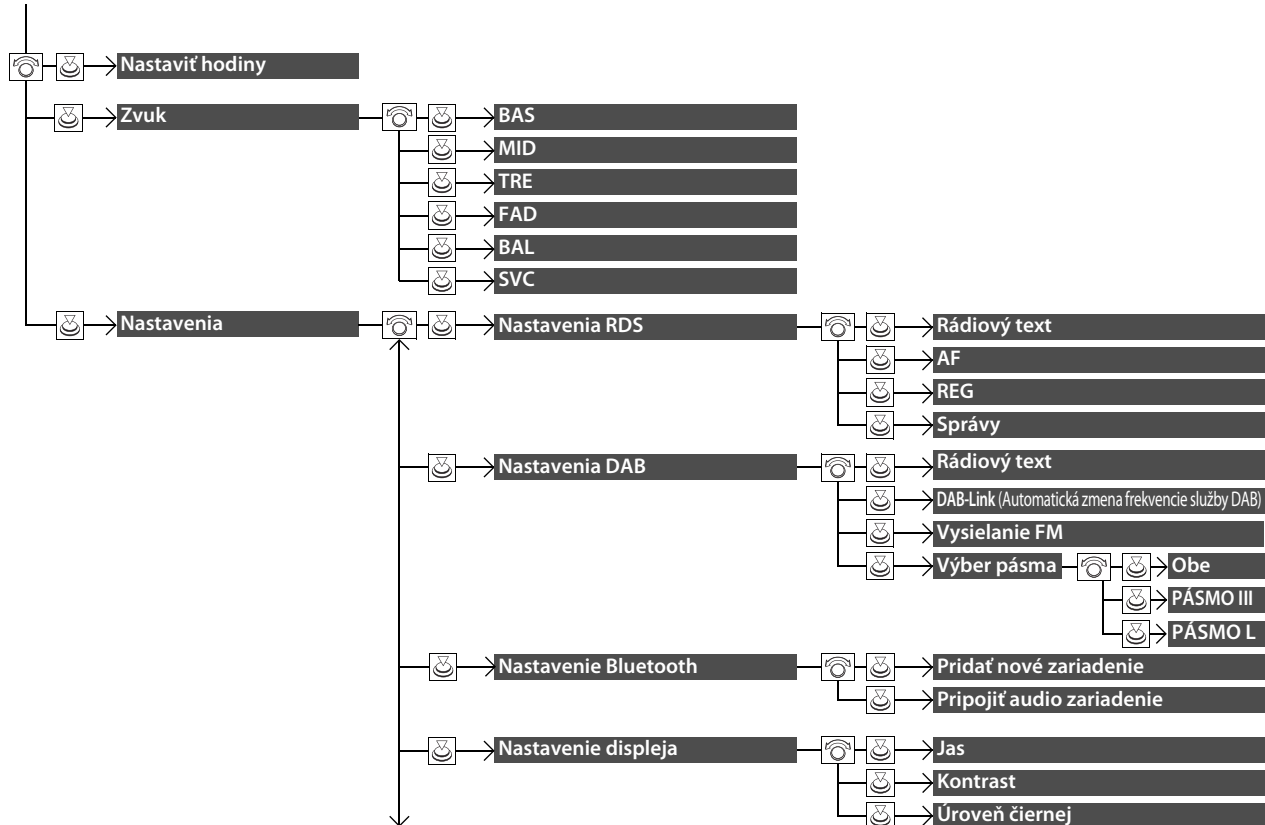 Nastaviť hodiny
Zvuk
BAS
MID
TRE
FAD
BAL
SVC
Nastavenia
Nastavenia RDS
Rádiový text
AF
REG
Správy
Nastavenia DAB
Rádiový text
DAB-Link (Automatická zmena frekvencie služby DAB)
Vysielanie FM
Výber pásma
Obe
PÁSMO III
PÁSMO L
Nastavenie Bluetooth
Pridať nové zariadenie
Pripojiť audio zariadenie
Nastavenie displeja
Jas
Kontrast
Úroveň čiernej